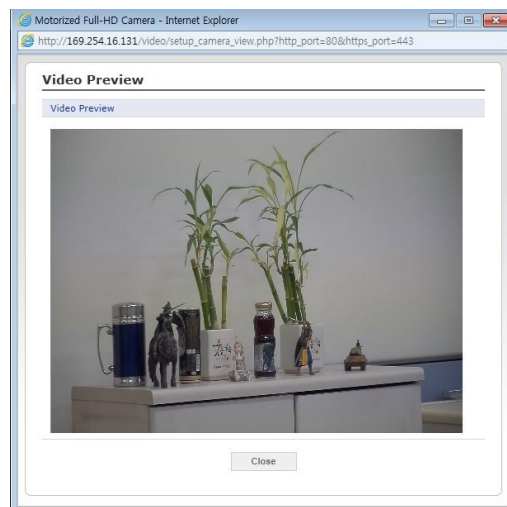 Motorized Full-HD Camera - Internet Explorer
http://169.254.16.131/video/setup_camera_view.php?http_port=80&https_port=443
Video Preview
Video Preview
Close